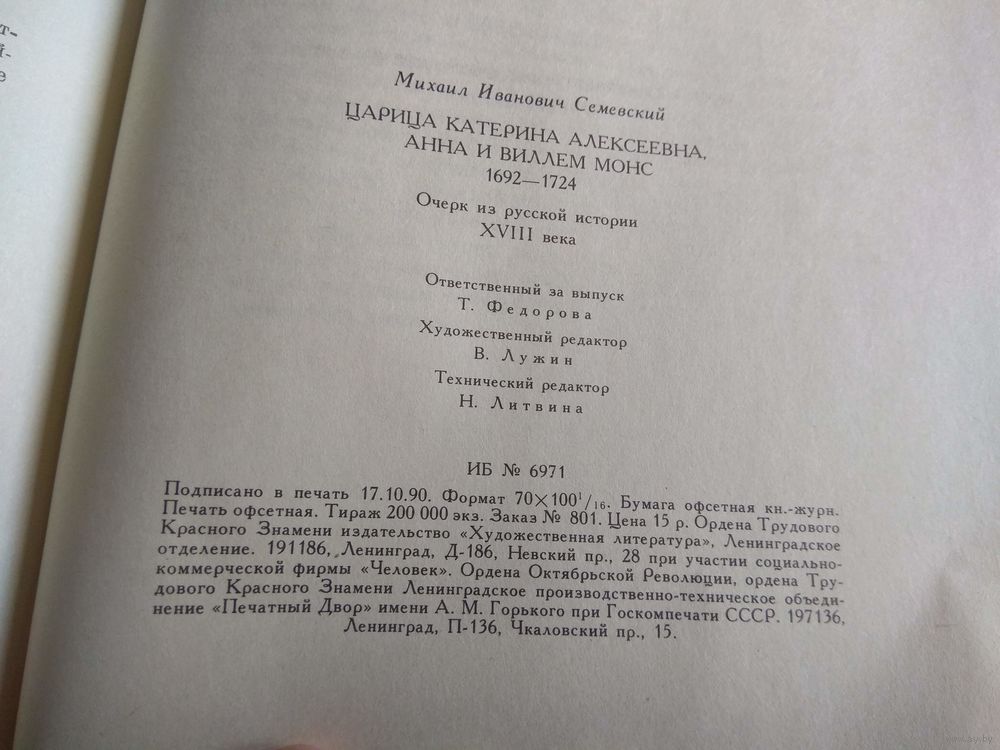 т-
й-
е
Михаил Иванович Семевский
ЦАРИЦА КАТЕРИНА АЛЕКСЕЕВНА,
АННА И ВИЛЛЕМ МОНС
1692—1724
Очерк из русской истории
XVIII века
Ответственный за выпуск
Т. Федорова
Художественный редактор
В. Лужин
Технический редактор
Н. Литвина
ИБ № 6971
Подписано в печать 17.10.90. Формат 70×100¹/₁₆. Бумага офсетная кн.-журн.
Печать офсетная. Тираж 200 000 экз. Заказ № 801. Цена 15 р. Ордена Трудового
Красного Знамени издательство «Художественная литература», Ленинградское
отделение. 191186, Ленинград, Д-186, Невский пр., 28 при участии социально-
коммерческой фирмы «Человек». Ордена Октябрьской Революции, ордена Тру-
дового Красного Знамени Ленинградское производственно-техническое объеди-
нение «Печатный Двор» имени А. М. Горького при Госкомпечати СССР. 197136,
Ленинград, П-136, Чкаловский пр., 15.